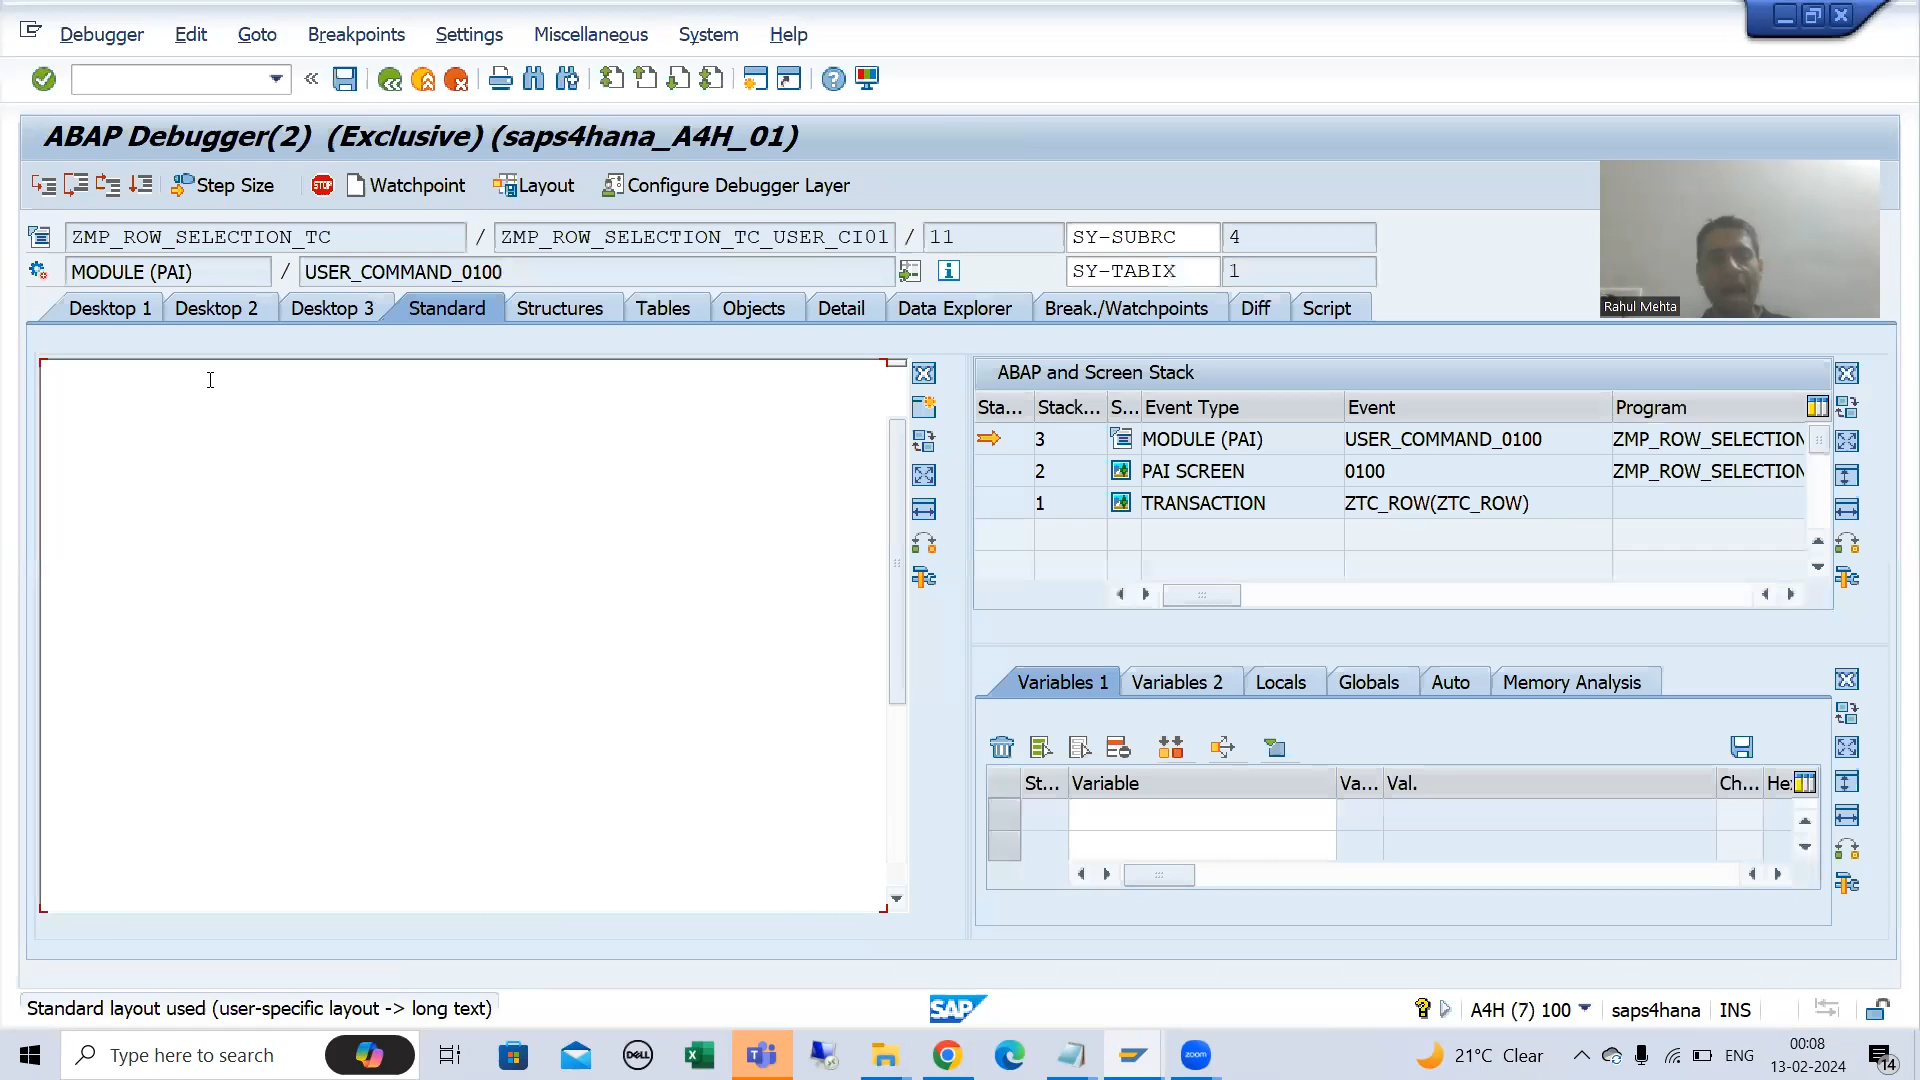 Debugger Edit Goto Breakpoints Settings Miscellaneous System Help
ABAP Debugger(2) (Exclusive) (saps4hana_A4H_01)
Step Size STOP Watchpoint Layout Configure Debugger Layer
ZMP_ROW_SELECTION_TC / ZMP_ROW_SELECTION_TC_USER_CI01 / 11 SY-SUBRC 4
MODULE (PAI) / USER_COMMAND_0100 SY-TABIX 1
Rahul Mehta
Desktop 1 Desktop 2 Desktop 3 Standard Structures Tables Objects Detail Data Explorer Break./Watchpoints Diff Script
ABAP and Screen Stack
Sta... Stack... S... Event Type Event Program
3 MODULE (PAI) USER_COMMAND_0100 ZMP_ROW_SELECTION
2 PAI SCREEN 0100 ZMP_ROW_SELECTION
1 TRANSACTION ZTC_ROW(ZTC_ROW)
Variables 1 Variables 2 Locals Globals Auto Memory Analysis
St... Variable Va... Val. Ch... He
Standard layout used (user-specific layout -> long text) SAP A4H (7) 100 saps4hana INS
Type here to search DELL zoom 21°C Clear ENG 00:08
13-02-2024 14